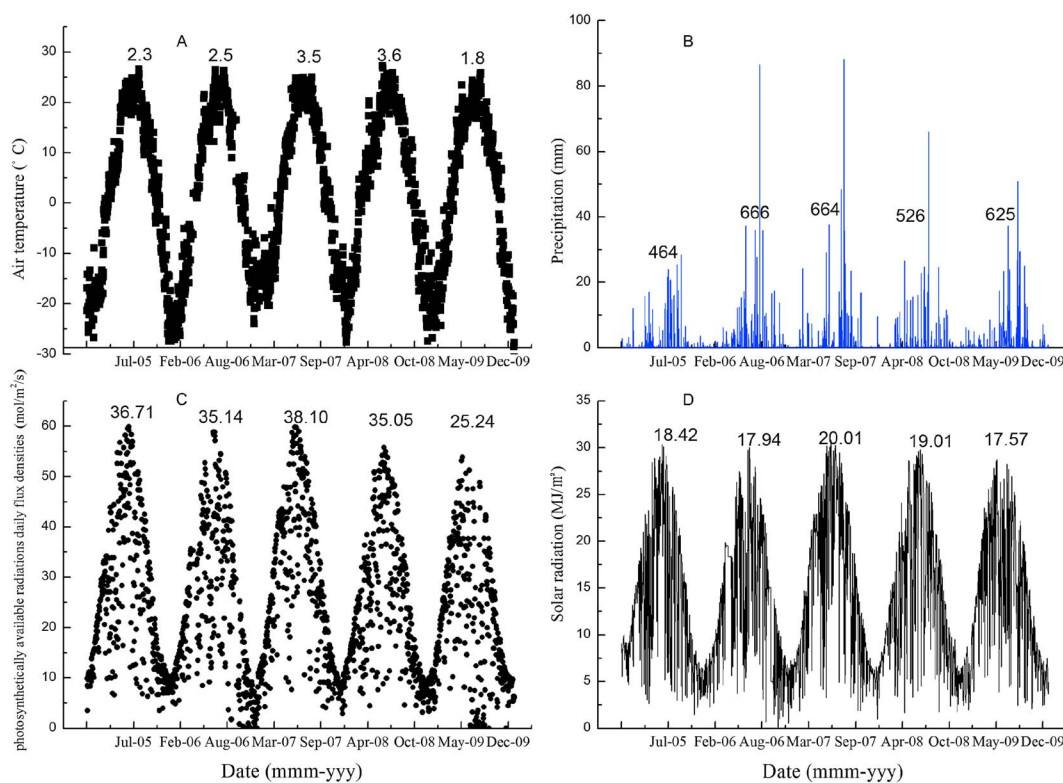 A
2.3 2.5 3.5 3.6 1.8
30
20
10
0
-10
-20
-30
Air temperature (° C)
Jul-05 Feb-06 Aug-06 Mar-07 Sep-07 Apr-08 Oct-08 May-09 Dec-09
B
464 666 664 526 625
100
80
60
40
20
0
Precipitation (mm)
Jul-05 Feb-06 Aug-06 Mar-07 Sep-07 Apr-08 Oct-08 May-09 Dec-09
C
36.71 35.14 38.10 35.05 25.24
60
50
40
30
20
10
0
photosynthetically available radiations daily flux densities (mol/m²/s)
Jul-05 Feb-06 Aug-06 Mar-07 Sep-07 Apr-08 Oct-08 May-09 Dec-09
Date (mmm-yyy)
D
18.42 17.94 20.01 19.01 17.57
35
30
25
20
15
10
5
0
Solar radiation (MJ/m²)
Jul-05 Feb-06 Aug-06 Mar-07 Sep-07 Apr-08 Oct-08 May-09 Dec-09
Date (mmm-yyy)